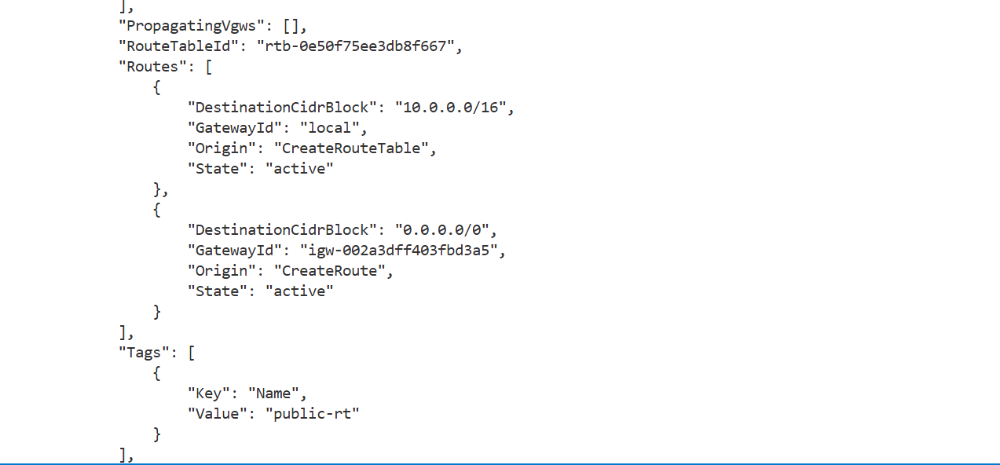 ],
"PropagatingVgws": [],
"RouteTableId": "rtb-0e50f75ee3db8f667",
"Routes": [
{
"DestinationCidrBlock": "10.0.0.0/16",
"GatewayId": "local",
"Origin": "CreateRouteTable",
"State": "active"
},
{
"DestinationCidrBlock": "0.0.0.0/0",
"GatewayId": "igw-002a3dff403fbd3a5",
"Origin": "CreateRoute",
"State": "active"
}
],
"Tags": [
{
"Key": "Name",
"Value": "public-rt"
}
],